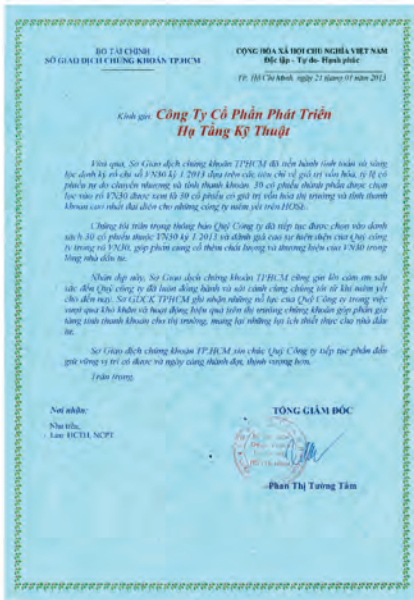 BỘ TÀI CHÍNH
SỞ GIAO DỊCH CHỨNG KHOÁN TP.HCM
CỘNG HÒA XÃ HỘI CHỦ NGHĨA VIỆT NAM
Độc lập - Tự do - Hạnh phúc
TP. Hồ Chí Minh, ngày 21 tháng 01 năm 2013
Kính gửi: Công Ty Cổ Phần Phát Triển
Hạ Tầng Kỹ Thuật
Vừa qua, Sở Giao dịch chứng khoán TPHCM đã tiến hành tính toán và sàng
lọc định kỳ rổ chỉ số VN30 kỳ 1.2013 dựa trên các tiêu chí về giá trị vốn hóa, tỷ lệ cổ
phiếu tự do chuyển nhượng và tính thanh khoản. 30 cổ phiếu thành phần được chọn
lọc vào rổ VN30 được xem là 30 cổ phiếu có giá trị vốn hóa thị trường và tính thanh
khoản cao nhất đại diện cho những công ty niêm yết trên HOSE.
Chúng tôi trân trọng thông báo Quý Công ty đã tiếp tục được chọn vào danh
sách 30 cổ phiếu thuộc VN30 kỳ 1.2013 và đánh giá cao sự hiện diện của Quý công
ty trong rổ VN30, góp phần củng cố thêm chất lượng và thương hiệu của VN30 trong
lòng nhà đầu tư.
Nhân dịp này, Sở Giao dịch chứng khoán TPHCM cũng gửi lời cảm ơn sâu
sắc đến Quý công ty đã luôn đồng hành và sát cánh cùng chúng tôi từ khi niêm yết
cho đến nay. Sở GDCK TPHCM ghi nhận những nỗ lực của Quý Công ty trong việc
vượt qua khó khăn và hoạt động hiệu quả trên thị trường chứng khoán góp phần gia
tăng tính thanh khoản cho thị trường, mang lại những lợi ích thiết thực cho nhà đầu
tư.
Sở Giao dịch chứng khoán TP.HCM xin chúc Quý Công ty tiếp tục phấn đấu
giữ vững vị trí có được và ngày càng thành đạt, thịnh vượng hơn.
Trân trọng.
Nơi nhận:
Như trên,
Lưu: HCTH, NCPT.
TỔNG GIÁM ĐỐC
Phan Thị Tường Tâm